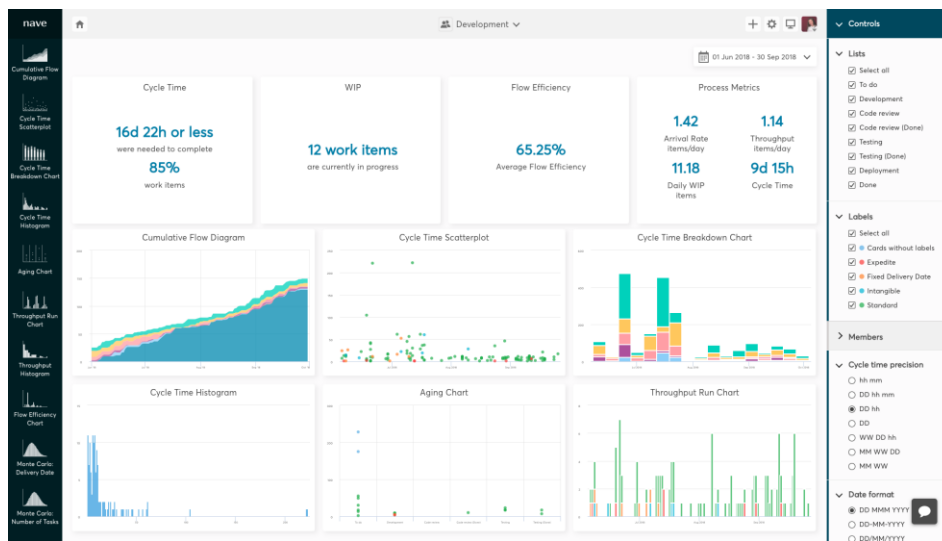 nave
Development
Controls
01 Jun 2018 - 30 Sep 2018
Cumulative Flow
Diagram
Cycle Time
Scatterplot
Cycle Time
Breakdown Chart
Cycle Time
Histogram
Aging Chart
Throughput Run
Chart
Throughput
Histogram
Flow Efficiency
Chart
Monte Carlo:
Delivery Date
Monte Carlo:
Number of Tasks
Cycle Time
16d 22h or less
were needed to complete
85%
work items
WIP
12 work items
are currently in progress
Flow Efficiency
65.25%
Average Flow Efficiency
Process Metrics
1.42
Arrival Rate
items/day
1.14
Throughput
items/day
11.18
Daily WIP
items
9d 15h
Cycle Time
Cumulative Flow Diagram
Cycle Time Scatterplot
Cycle Time Breakdown Chart
Cycle Time Histogram
Aging Chart
Throughput Run Chart
Lists
Select all
To do
Development
Code review
Code review (Done)
Testing
Testing (Done)
Deployment
Done
Labels
Select all
Cards without labels
Expedite
Fixed Delivery Date
Intangible
Standard
Members
Cycle time precision
hh mm
DD hh mm
DD hh
DD
WW DD hh
MM WW DD
MM WW
Date format
DD MMM YYYY
DD-MM-YYYY
DD/MM/YYYY